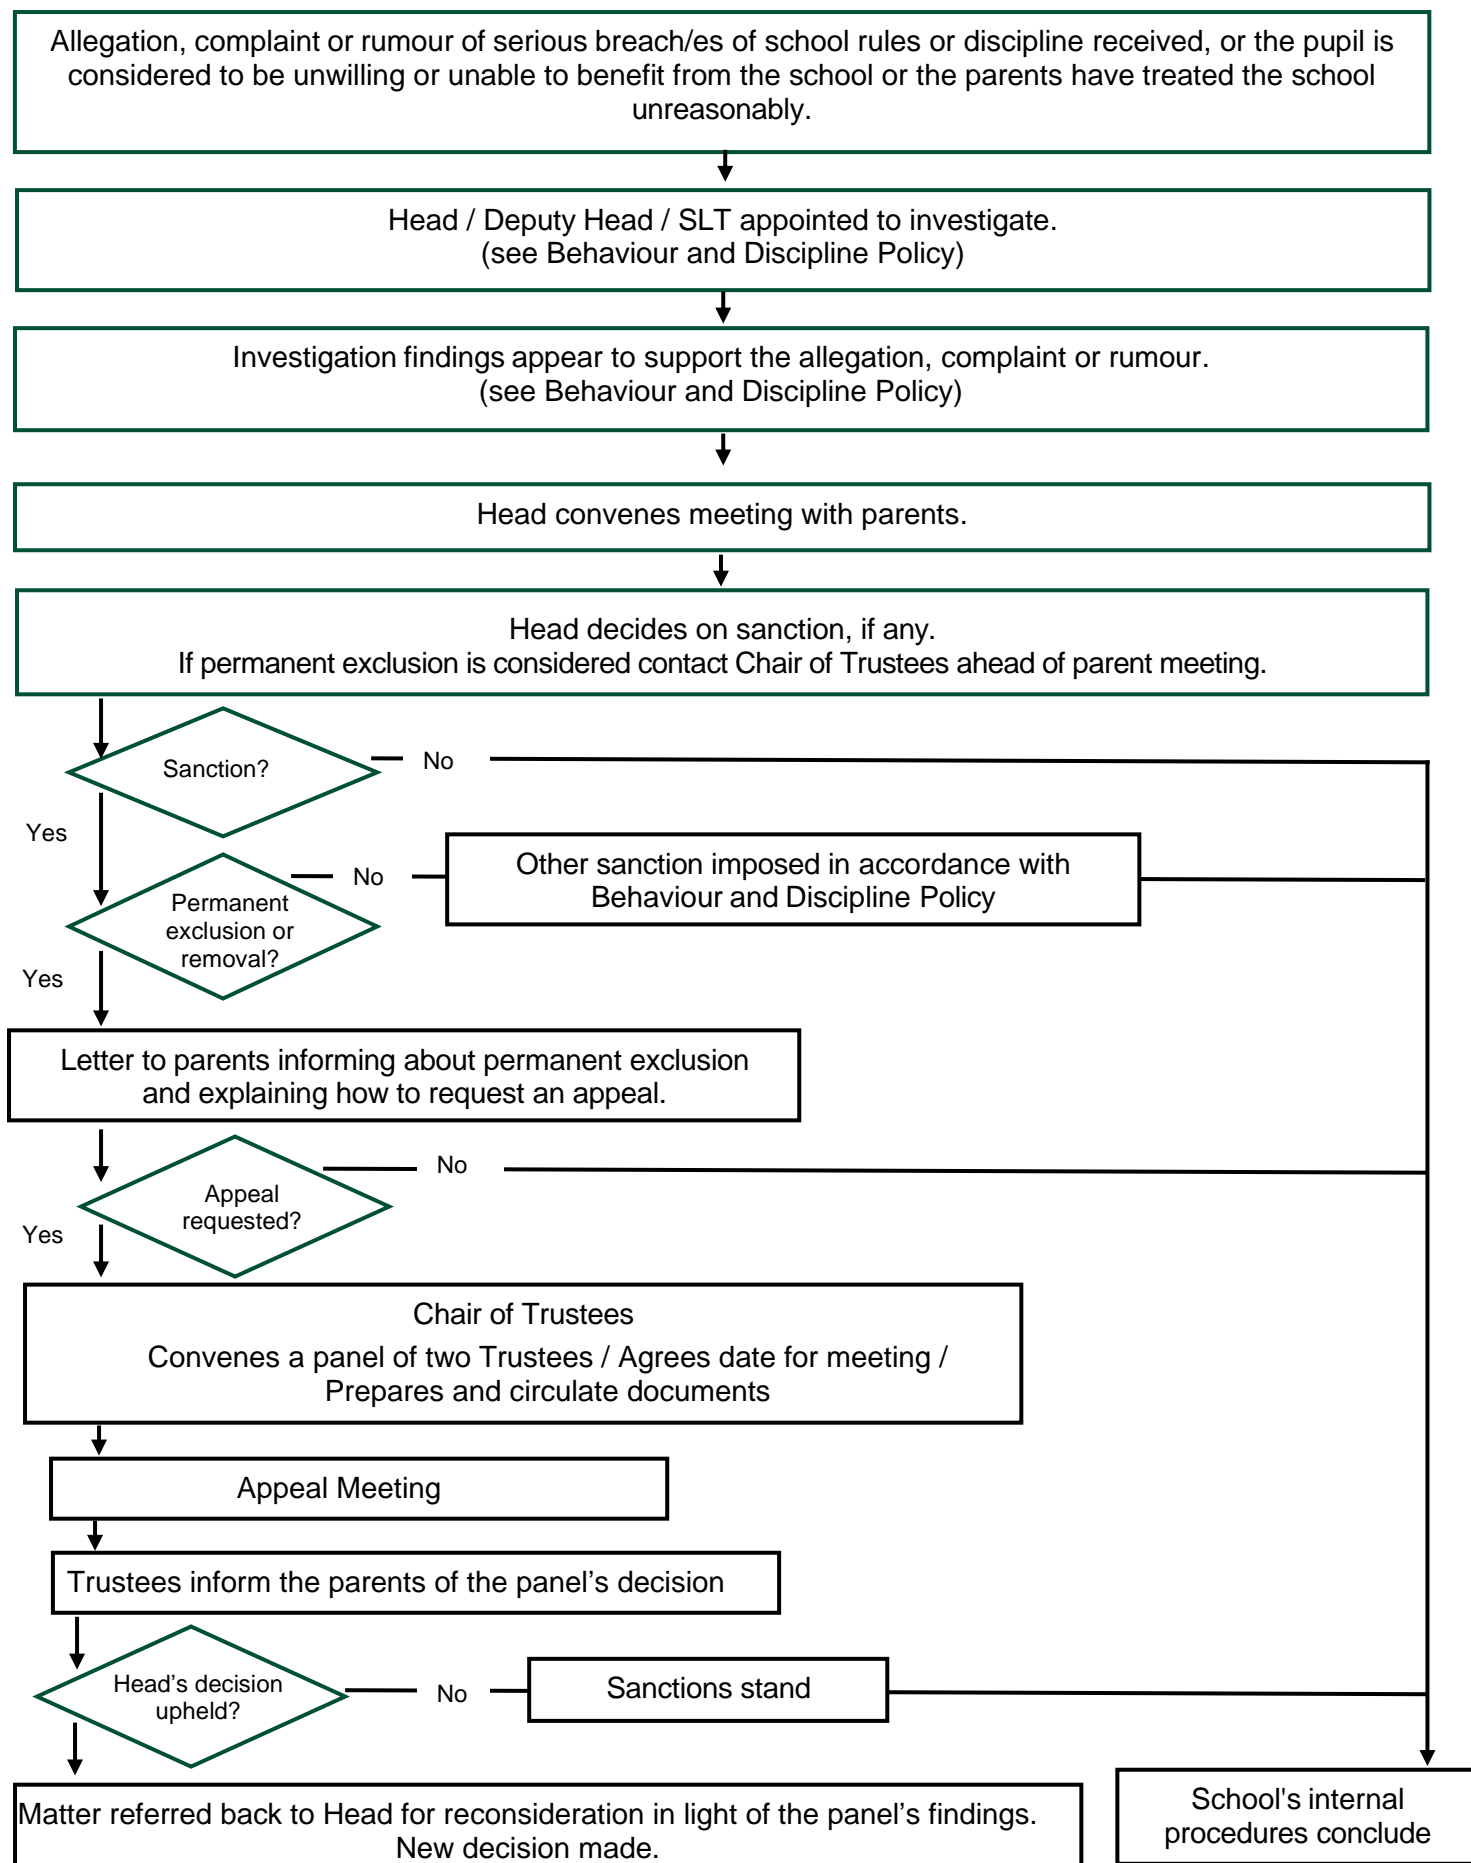 Allegation, complaint or rumour of serious breach/es of school rules or discipline received, or the pupil is
considered to be unwilling or unable to benefit from the school or the parents have treated the school
unreasonably.
Head / Deputy Head / SLT appointed to investigate.
(see Behaviour and Discipline Policy)
Investigation findings appear to support the allegation, complaint or rumour.
(see Behaviour and Discipline Policy)
Head convenes meeting with parents.
Head decides on sanction, if any.
If permanent exclusion is considered contact Chair of Trustees ahead of parent meeting.
Sanction?
No
Yes
Permanent
exclusion or
removal?
No
Other sanction imposed in accordance with
Behaviour and Discipline Policy
Yes
Letter to parents informing about permanent exclusion
and explaining how to request an appeal.
Appeal
requested?
No
Yes
Chair of Trustees
Convenes a panel of two Trustees / Agrees date for meeting /
Prepares and circulate documents
Appeal Meeting
Trustees inform the parents of the panel’s decision
Head’s decision
upheld?
No
Sanctions stand
Matter referred back to Head for reconsideration in light of the panel’s findings.
New decision made.
School's internal
procedures conclude